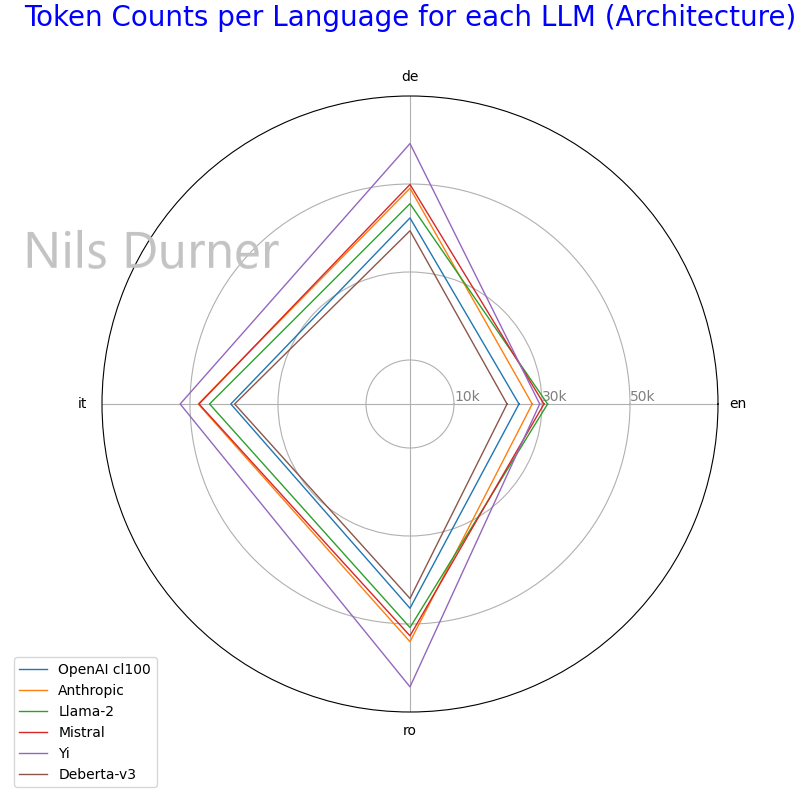 Token Counts per Language for each LLM (Architecture)
de
Nils Durner
it
10k
30k
50k
en
ro
OpenAI cl100
Anthropic
Llama-2
Mistral
Yi
Deberta-v3